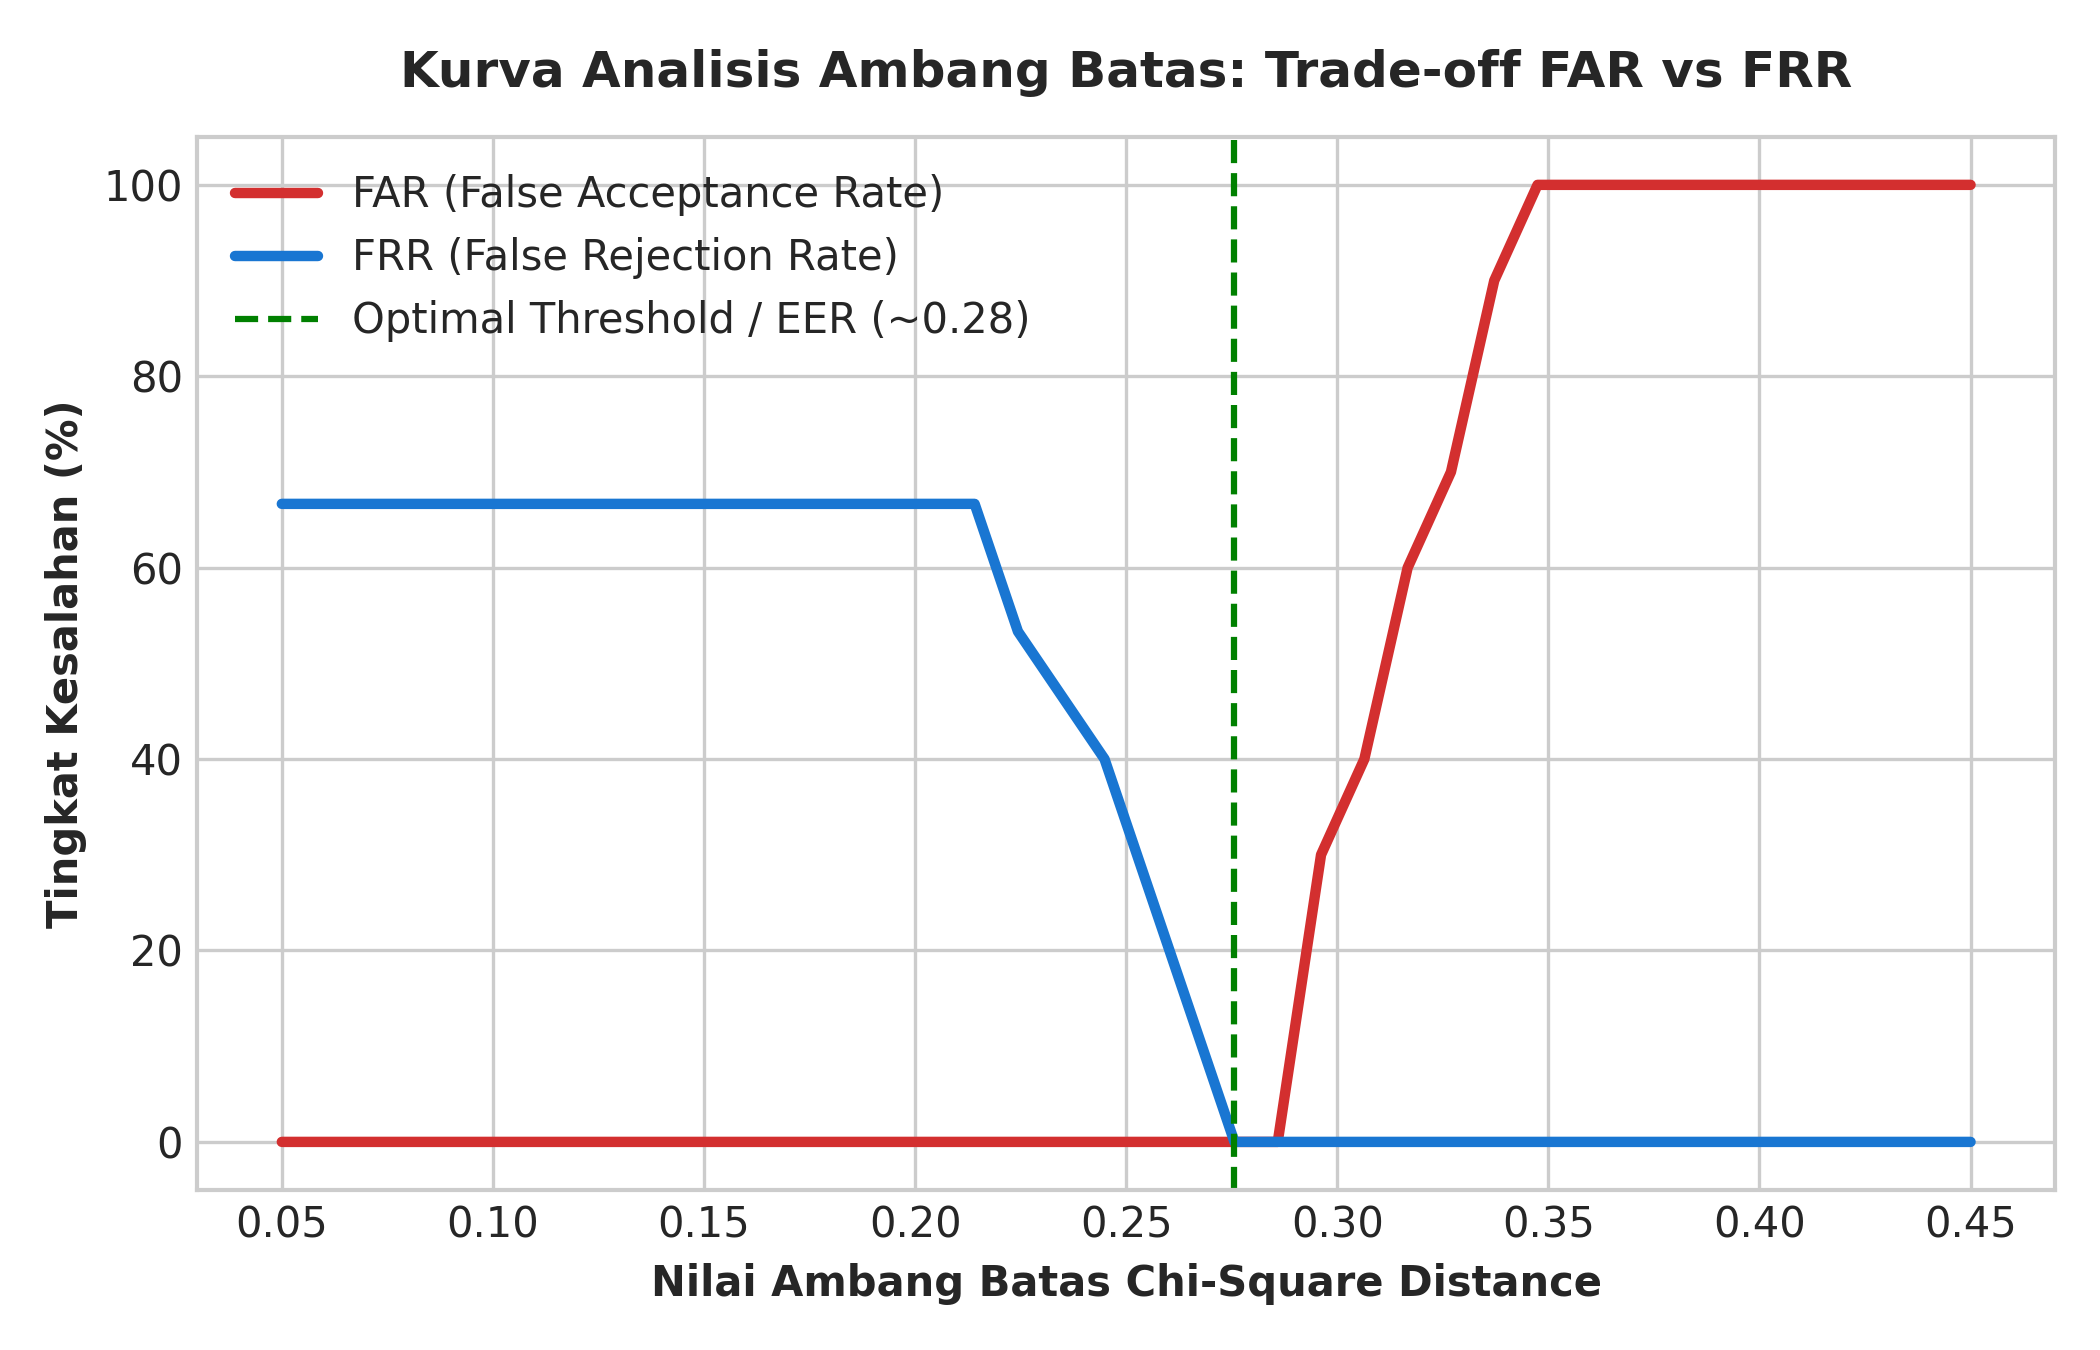 Kurva Analisis Ambang Batas: Trade-off FAR vs FRR
FAR (False Acceptance Rate)
FRR (False Rejection Rate)
Optimal Threshold / EER (~0.28)
Tingkat Kesalahan (%)
100
80
60
40
20
0
0.05 0.10 0.15 0.20 0.25 0.30 0.35 0.40 0.45
Nilai Ambang Batas Chi-Square Distance